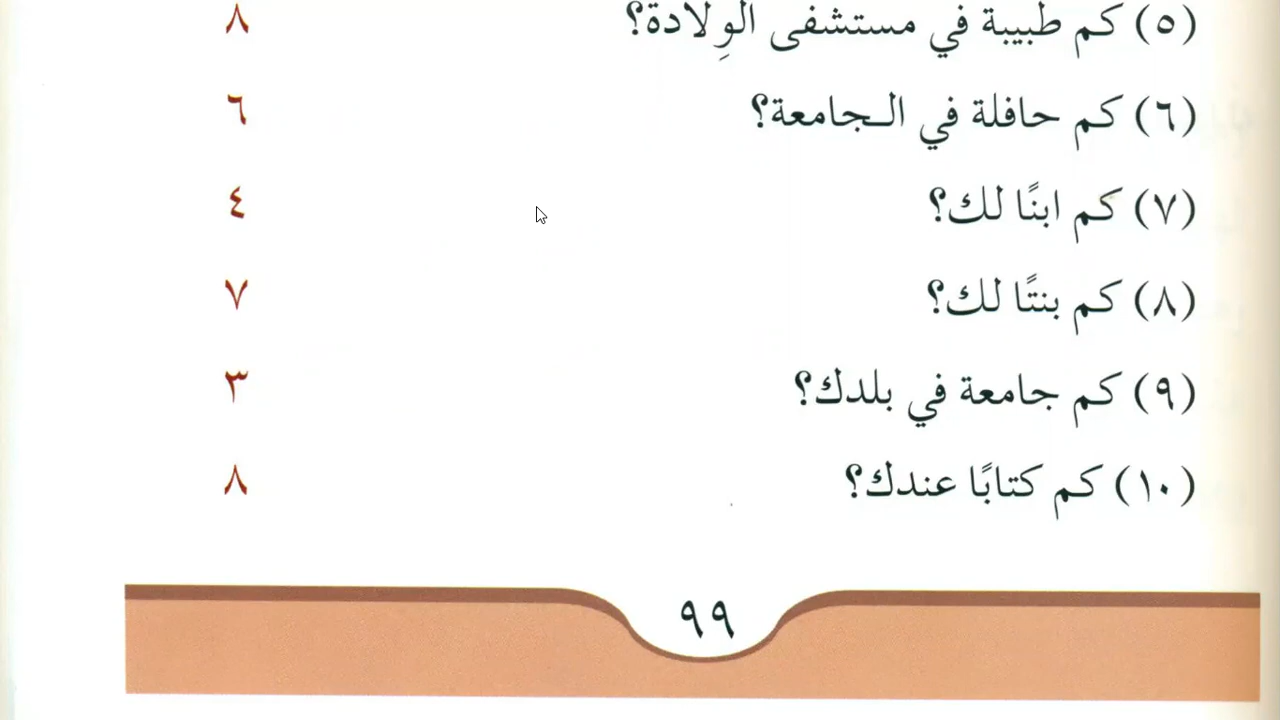 (٥) كم طبيبة في مستشفى الوِلادة؟ ٨
(٦) كم حافلة في الـجامعة؟ ٦
(٧) كم ابنًا لك؟ ٤
(٨) كم بنتًا لك؟ ٧
(٩) كم جامعة في بلدك؟ ٣
(١٠) كم كتابًا عندك؟ ٨
٩٩